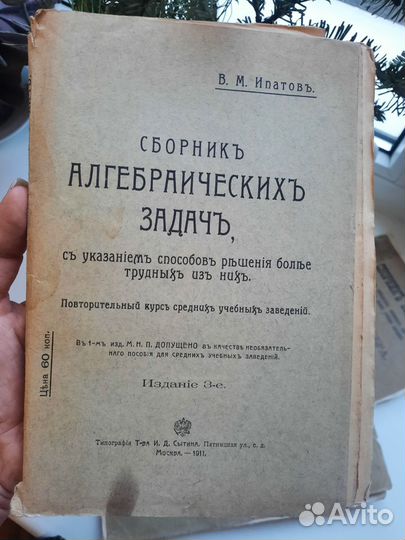 В. М. Ипатовъ.
СБОРНИКЪ
АЛГЕБРАИЧЕСКИХЪ
ЗАДАЧЪ,
съ указаніемъ способовъ рѣшенія болѣе
трудныхъ изъ нихъ.
Повторительный курсъ среднихъ учебныхъ заведеній.
Въ 1-мъ изд. М. Н. П. ДОПУЩЕНО въ качествѣ необязатель-
наго пособія для среднихъ учебныхъ заведеній.
Изданіе 3-е.
Цѣна 60 коп.
Типографія Т-ва И. Д. Сытина. Пятницкая ул., с. д.
Москва. — 1911.
Avito